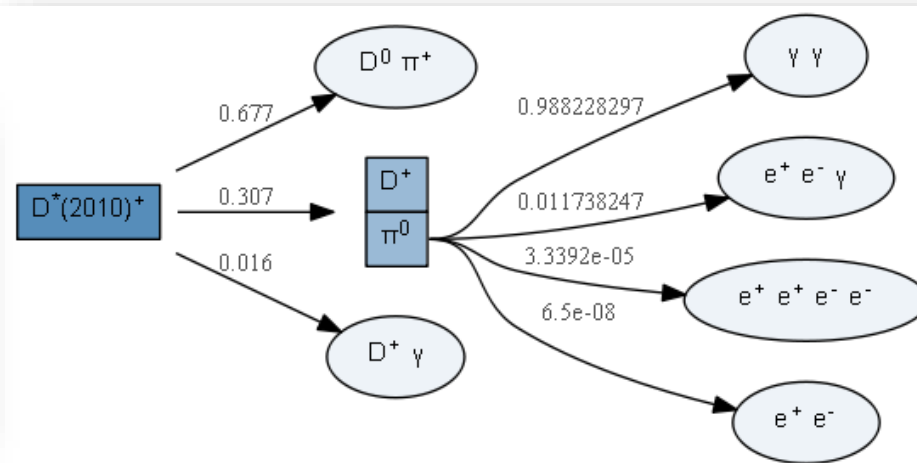 D*(2010)⁺
0.677
0.307
0.016
D⁰ π⁺
D⁺
π⁰
D⁺ γ
0.988228297
0.011738247
3.3392e-05
6.5e-08
γ γ
e⁺ e⁻ γ
e⁺ e⁺ e⁻ e⁻
e⁺ e⁻